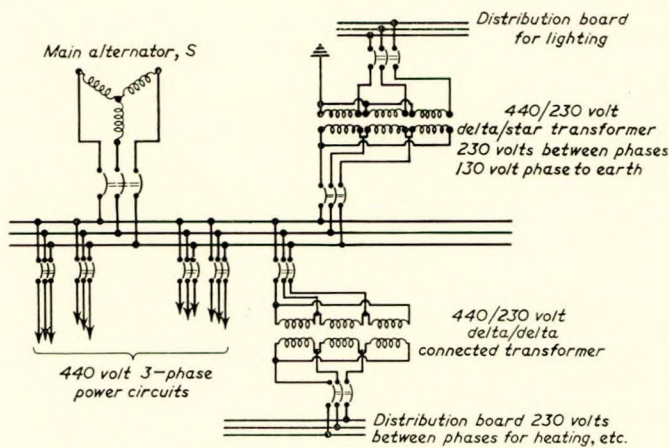 Distribution board
for lighting
Main alternator, S
440/230 volt
delta/star transformer
230 volts between phases
130 volt phase to earth
440/230 volt
delta/delta
connected transformer
440 volt 3-phase
power circuits
Distribution board 230 volts
between phases for heating, etc.